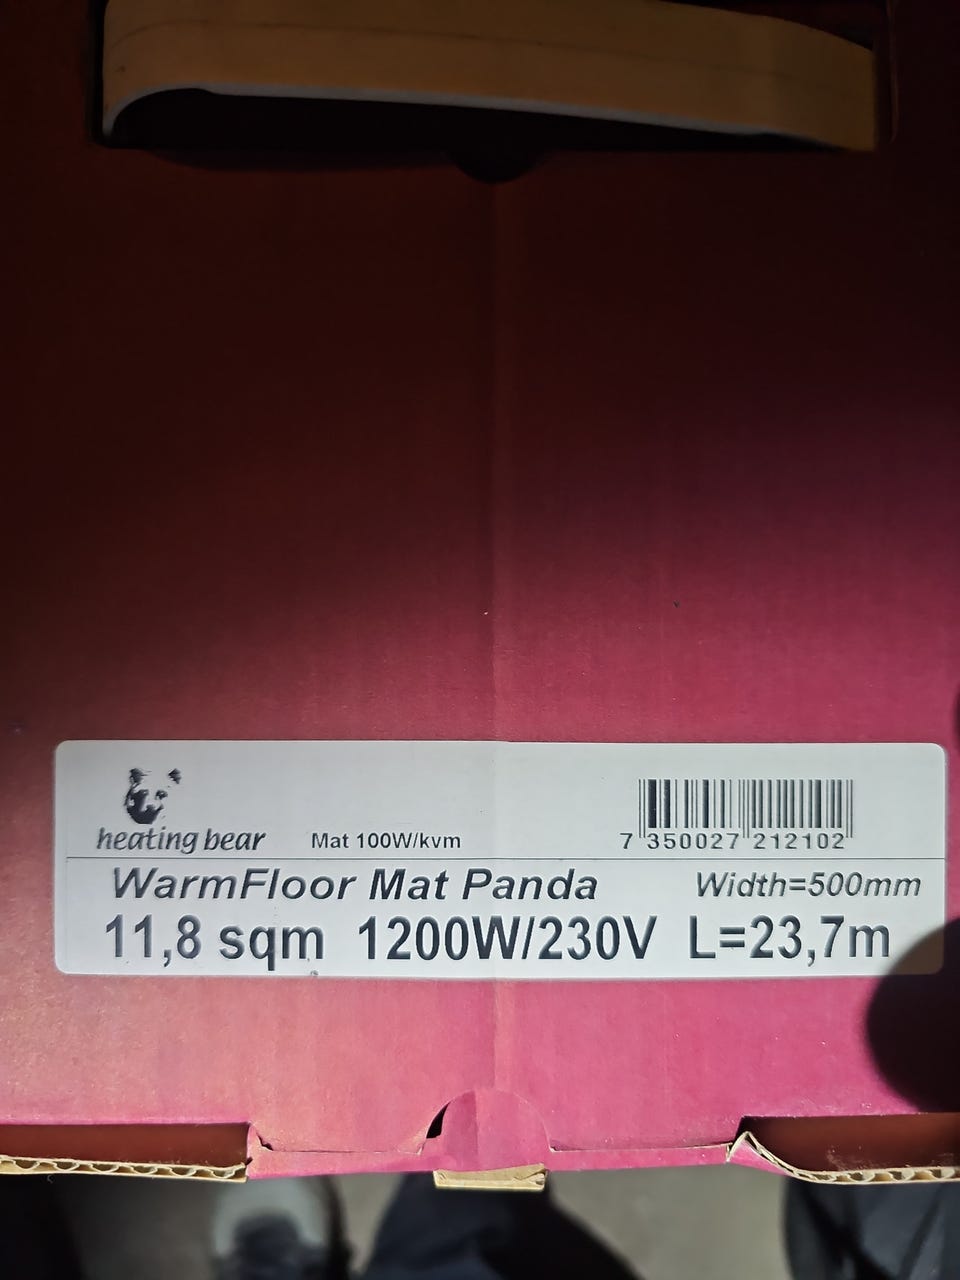 heating bear
Mat 100W/kvm
7 350027 212102
WarmFloor Mat Panda
Width=500mm
11,8 sqm 1200W/230V L=23,7m